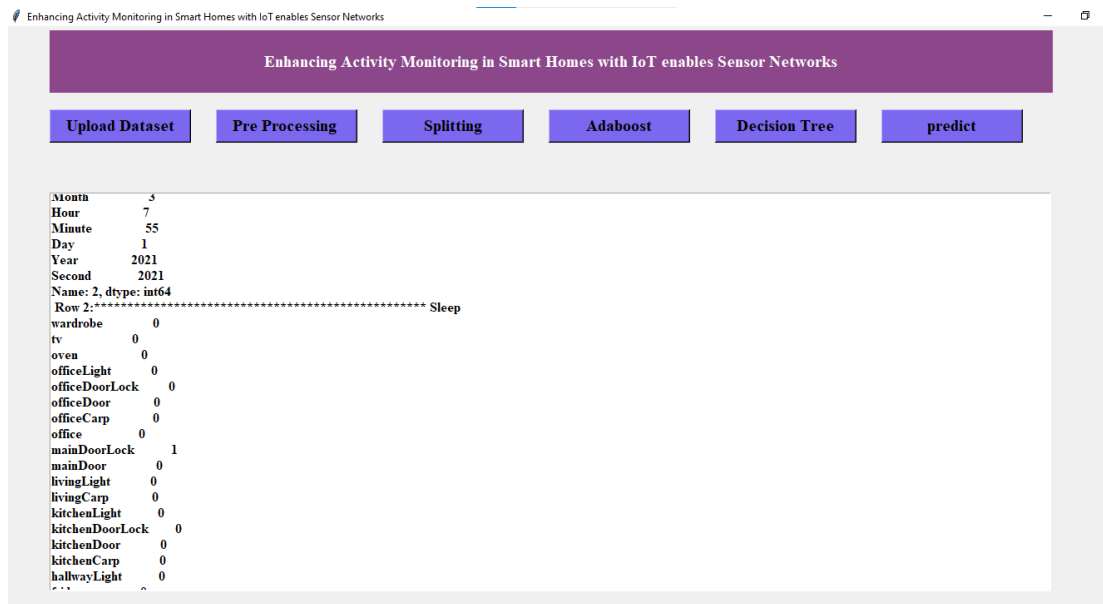 Enhancing Activity Monitoring in Smart Homes with IoT enables Sensor Networks
Enhancing Activity Monitoring in Smart Homes with IoT enables Sensor Networks
Upload Dataset Pre Processing Splitting Adaboost Decision Tree predict
Month 3
Hour 7
Minute 55
Day 1
Year 2021
Second 2021
Name: 2, dtype: int64
Row 2:************************************************** Sleep
wardrobe 0
tv 0
oven 0
officeLight 0
officeDoorLock 0
officeDoor 0
officeCarp 0
office 0
mainDoorLock 1
mainDoor 0
livingLight 0
livingCarp 0
kitchenLight 0
kitchenDoorLock 0
kitchenDoor 0
kitchenCarp 0
hallwayLight 0